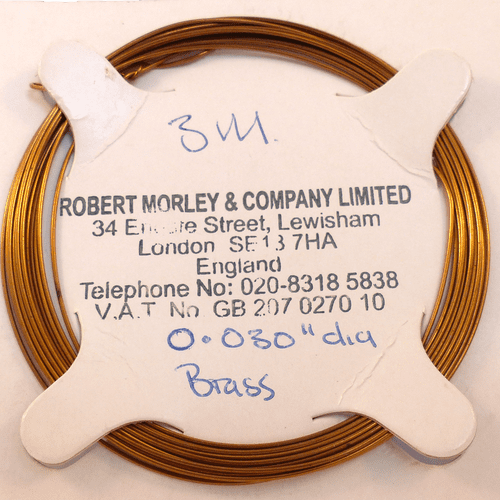 3 M.
ROBERT MORLEY & COMPANY LIMITED
34 Street, Lewisham
London SE13 7HA
England
Telephone No: 020-8318 5838
V.A.T No GB 207 0270 10
0.030" dia
Brass